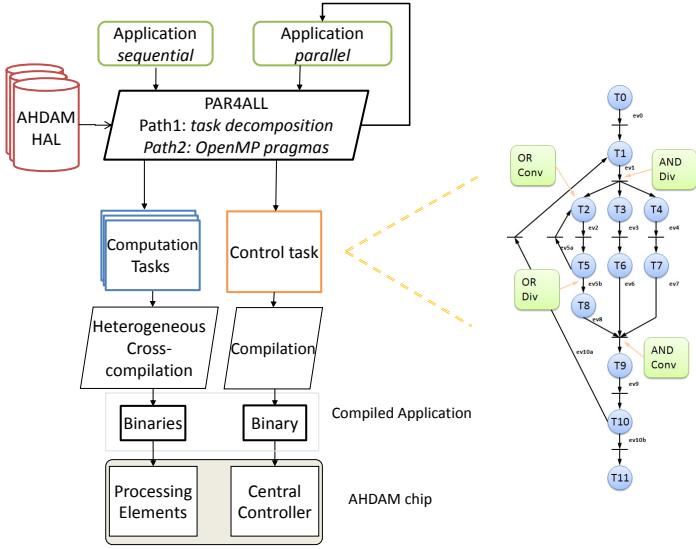 Application
sequential
Application
parallel
AHDAM
HAL
PAR4ALL
Path1: task decomposition
Path2: OpenMP pragmas
Computation
Tasks
Control task
Heterogeneous
Cross-
compilation
Compilation
Binaries
Binary
Compiled Application
Processing
Elements
Central
Controller
AHDAM chip
T0
ev0
T1
ev1
OR
Conv
AND
Div
T2
T3
T4
ev2
ev3
ev4
ev5a
T5
T6
T7
OR
Div
ev5b
ev6
ev7
T8
ev8
ev10a
AND
Conv
T9
ev9
T10
ev10b
T11